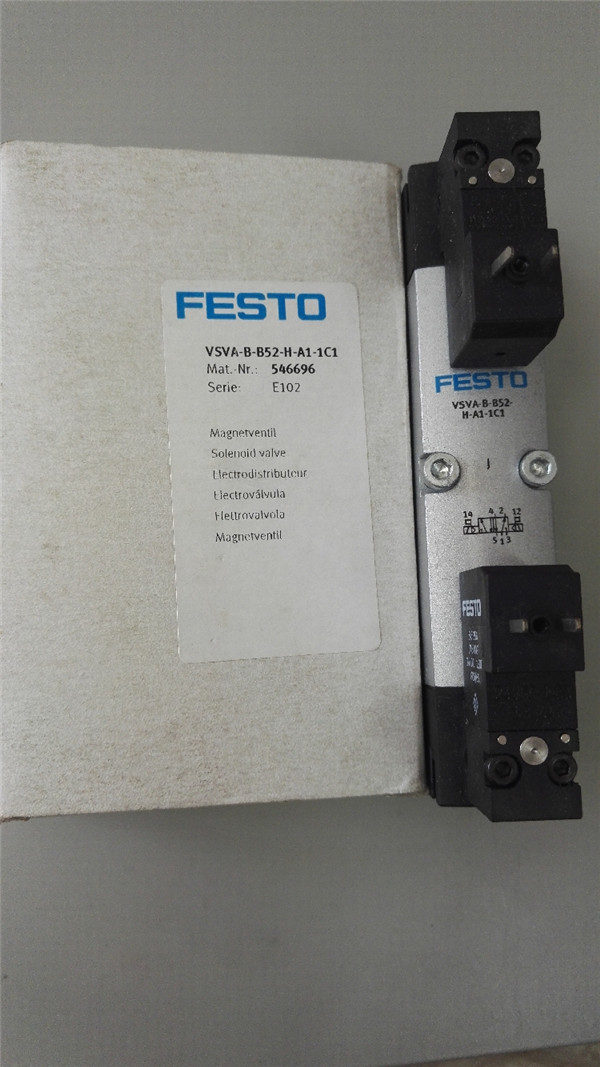 FESTO
VSVA-B-B52-H-A1-1C1
Mat.-Nr.: 546696
Serie: E102
Magnetventil
Solenoid valve
Electrodistributeur
Electroválvula
Elettrovalvola
Magnetventil
FESTO
VSVA-B-B52-
H-A1-1C1
I
14 4 2 12
5 1 3
FESTO